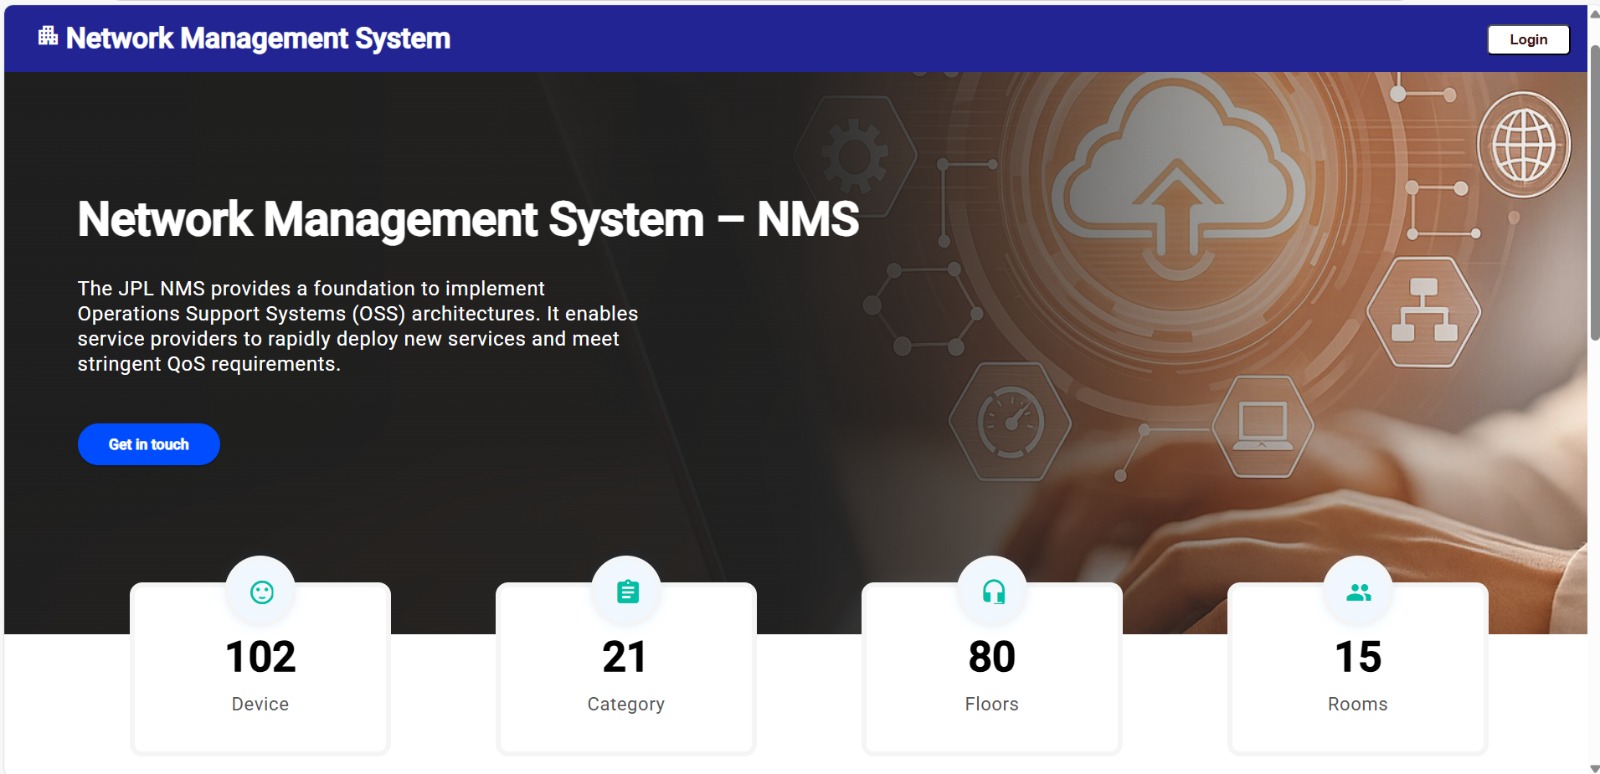 Network Management System
Login
Network Management System – NMS
The JPL NMS provides a foundation to implement
Operations Support Systems (OSS) architectures. It enables
service providers to rapidly deploy new services and meet
stringent QoS requirements.
Get in touch
102
Device
21
Category
80
Floors
15
Rooms